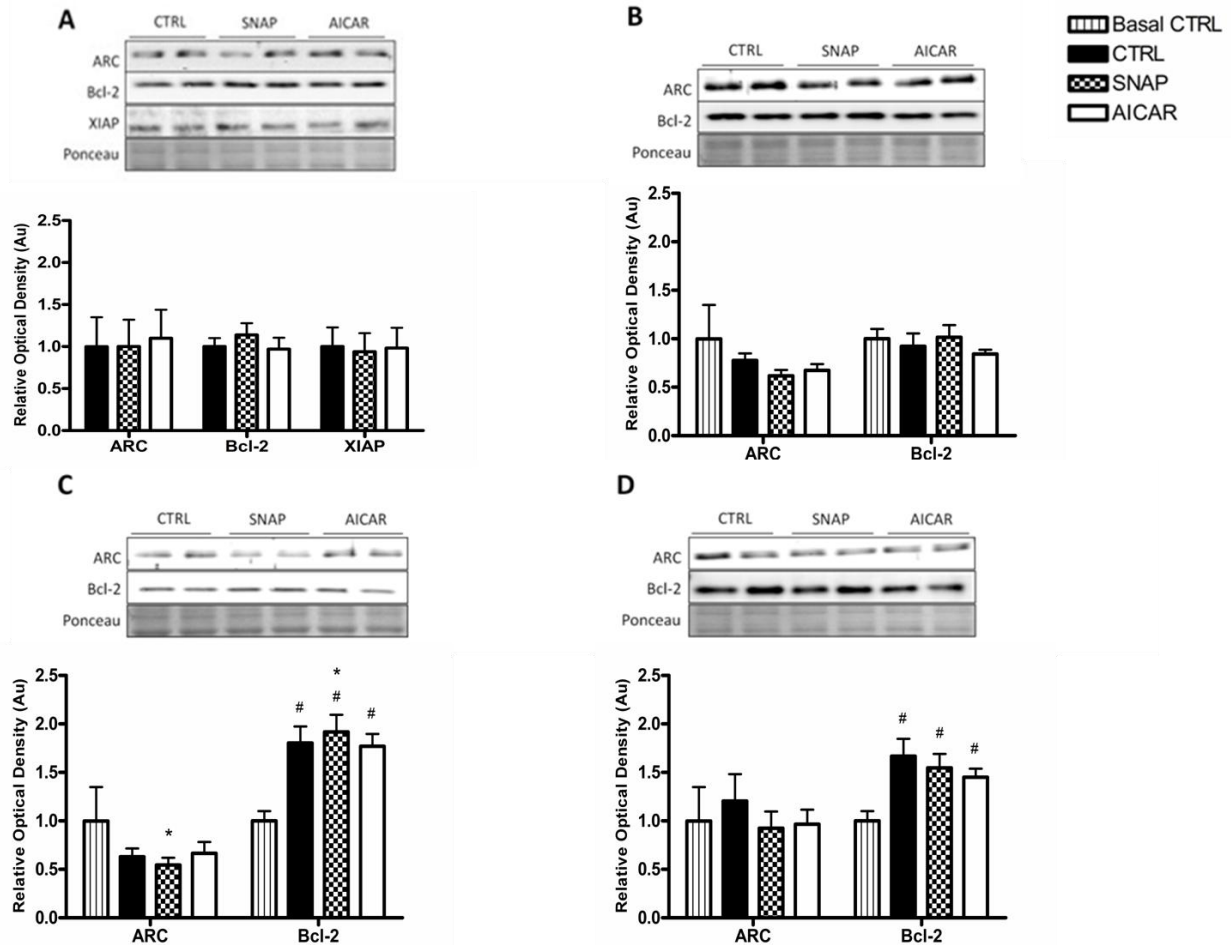 A
CTRL SNAP AICAR
ARC
Bcl-2
XIAP
Ponceau
Relative Optical Density (Au)
2.5
2.0
1.5
1.0
0.5
0.0
ARC Bcl-2 XIAP
B
CTRL SNAP AICAR
ARC
Bcl-2
Ponceau
Relative Optical Density (Au)
2.5
2.0
1.5
1.0
0.5
0.0
ARC Bcl-2
Basal CTRL
CTRL
SNAP
AICAR
C
CTRL SNAP AICAR
ARC
Bcl-2
Ponceau
Relative Optical Density (Au)
2.5
2.0
1.5
1.0
0.5
0.0
*
# # #
*
ARC Bcl-2
D
CTRL SNAP AICAR
ARC
Bcl-2
Ponceau
Relative Optical Density (Au)
2.5
2.0
1.5
1.0
0.5
0.0
# # #
ARC Bcl-2